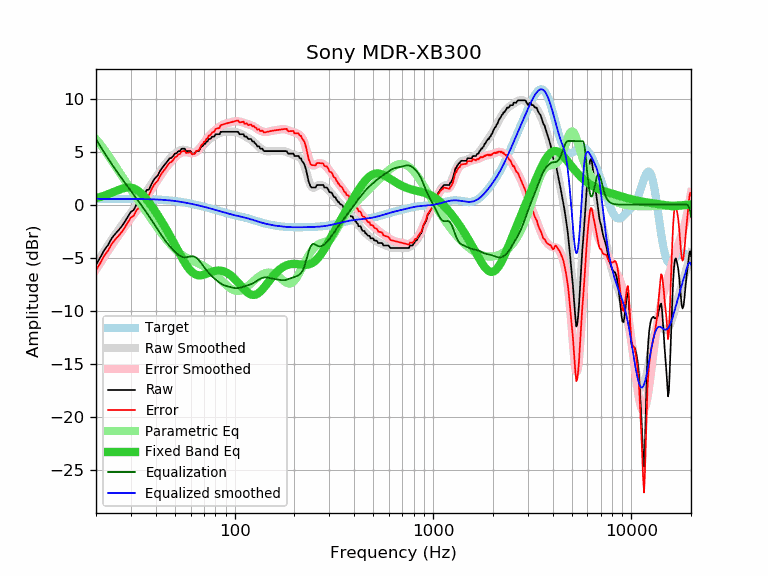 Sony MDR-XB300
Amplitude (dBr)
10
5
0
−5
−10
−15
−20
−25
Target
Raw Smoothed
Error Smoothed
Raw
Error
Parametric Eq
Fixed Band Eq
Equalization
Equalized smoothed
100 1000 10000
Frequency (Hz)